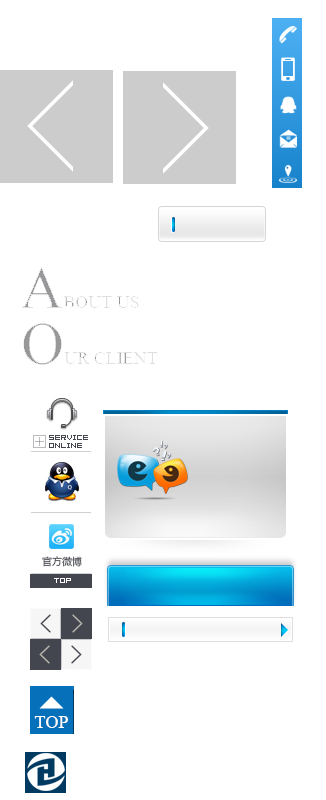 ABOUT US
OUR CLIENT
SERVICE
ONLINE
官方微博
TOP
TOP